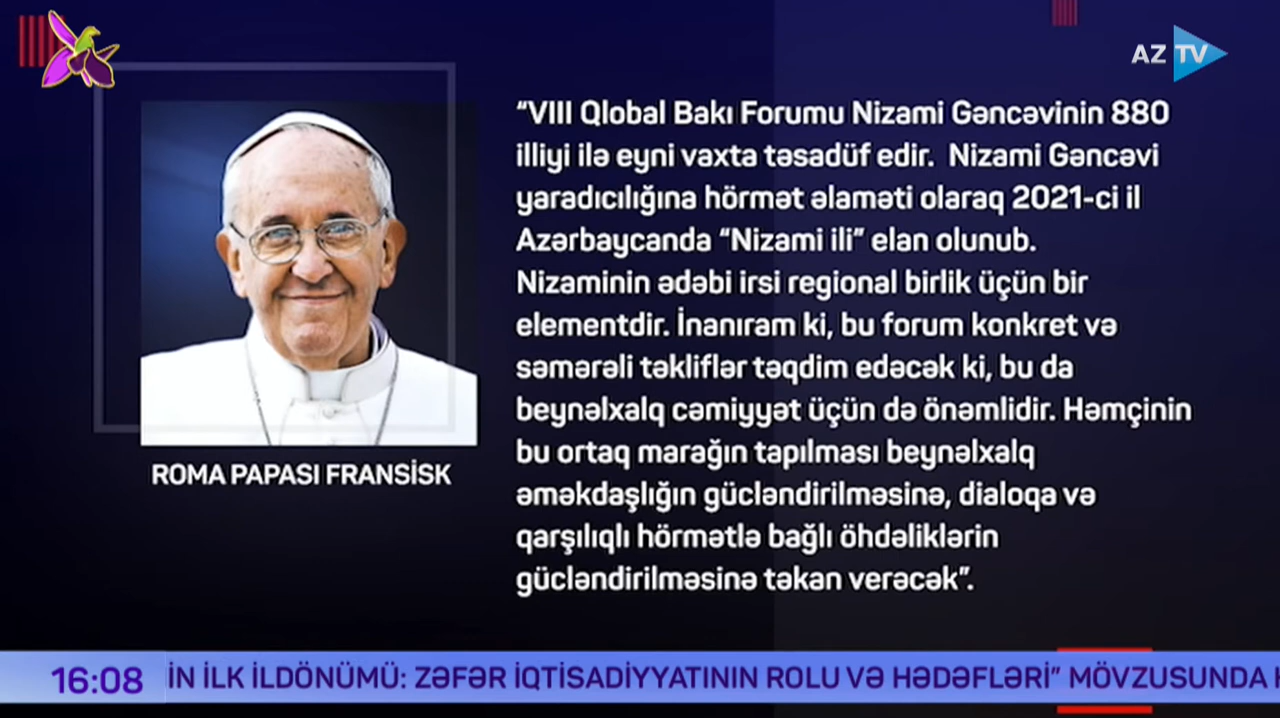 AZ TV
“VIII Qlobal Bakı Forumu Nizami Gəncəvinin 880
illiyi ilə eyni vaxta təsadüf edir. Nizami Gəncəvi
yaradıcılığına hörmət əlaməti olaraq 2021-ci il
Azərbaycanda “Nizami ili” elan olunub.
Nizaminin ədəbi irsi regional birlik üçün bir
elementdir. İnanıram ki, bu forum konkret və
səmərəli təkliflər təqdim edəcək ki, bu da
beynəlxalq cəmiyyət üçün də önəmlidir. Həmçinin
bu ortaq marağın tapılması beynəlxalq
əməkdaşlığın gücləndirilməsinə, dialoqa və
qarşılıqlı hörmətlə bağlı öhdəliklərin
gücləndirilməsinə təkan verəcək”.
ROMA PAPASI FRANSİSK
16:08 İN İLK İLDÖNÜMÜ: ZƏFƏR İQTİSADİYYATININ ROLU VƏ HƏDƏFLƏRİ” MÖVZUSUNDA